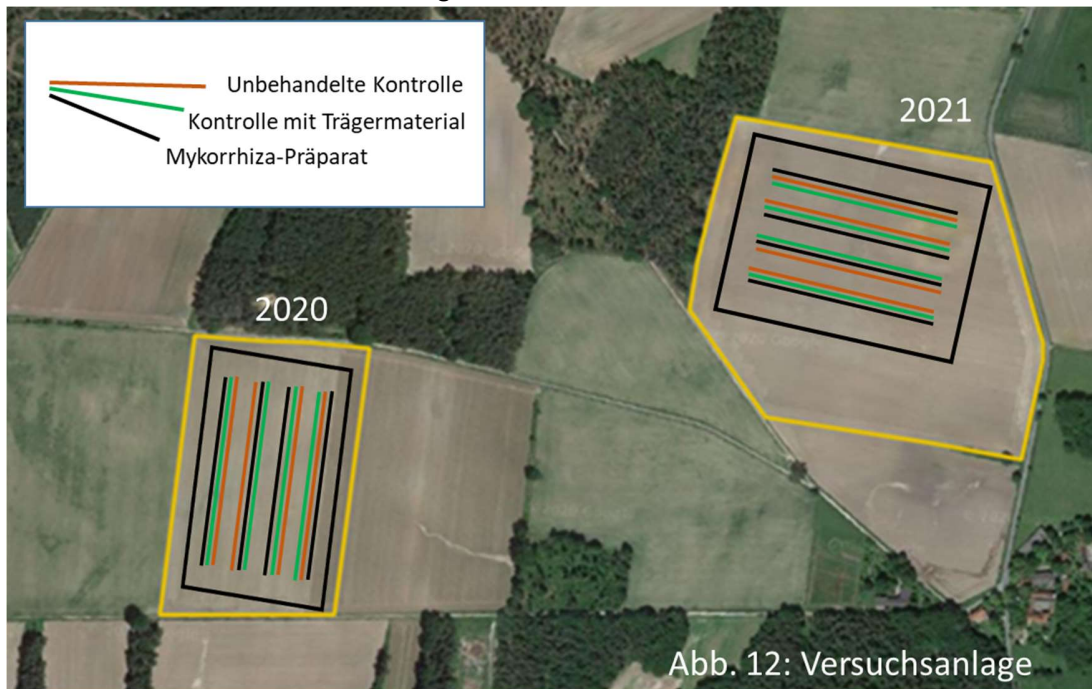 Unbehandelte Kontrolle
Kontrolle mit Trägermaterial
Mykorrhiza-Präparat
2021
2020
Abb. 12: Versuchsanlage